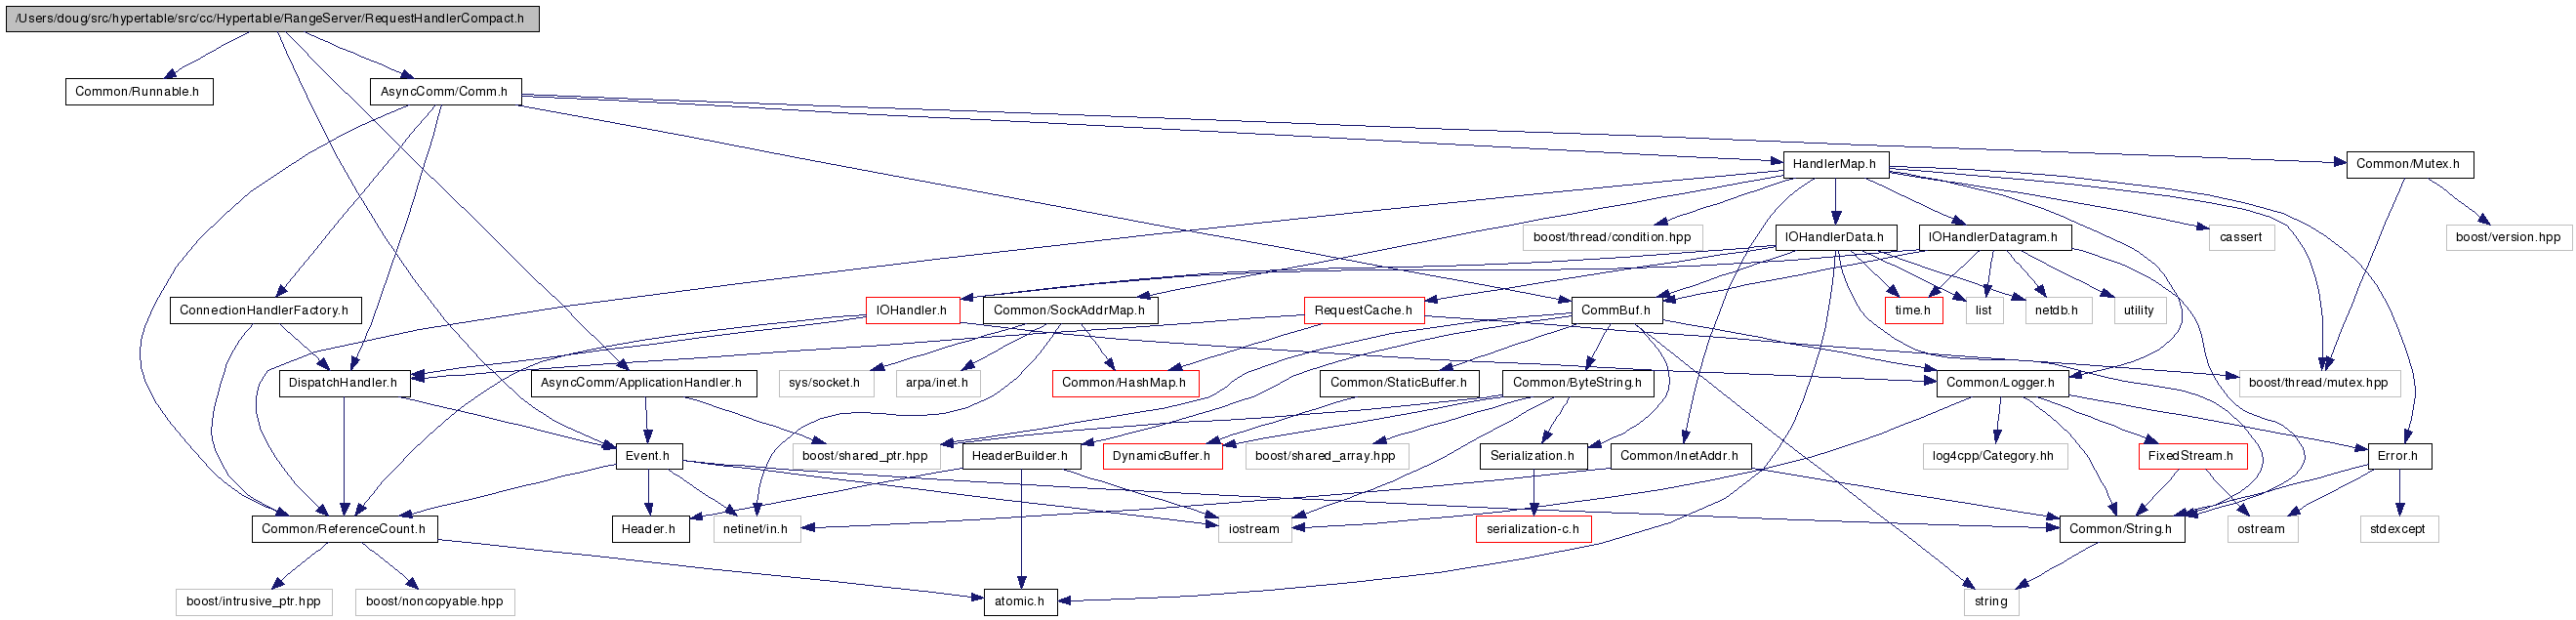 /Users/doug/src/hypertable/src/cc/Hypertable/RangeServer/RequestHandlerCompact.h
Common/Runnable.h
AsyncComm/Comm.h
HandlerMap.h
Common/Mutex.h
boost/thread/condition.hpp
IOHandlerData.h
IOHandlerDatagram.h
cassert
boost/version.hpp
ConnectionHandlerFactory.h
IOHandler.h
Common/SockAddrMap.h
RequestCache.h
CommBuf.h
time.h
list
netdb.h
utility
DispatchHandler.h
AsyncComm/ApplicationHandler.h
sys/socket.h
arpa/inet.h
Common/HashMap.h
Common/StaticBuffer.h
Common/ByteString.h
Common/Logger.h
boost/thread/mutex.hpp
Event.h
boost/shared_ptr.hpp
HeaderBuilder.h
DynamicBuffer.h
boost/shared_array.hpp
Serialization.h
Common/InetAddr.h
log4cpp/Category.hh
FixedStream.h
Error.h
Common/ReferenceCount.h
Header.h
netinet/in.h
iostream
serialization-c.h
Common/String.h
ostream
stdexcept
boost/intrusive_ptr.hpp
boost/noncopyable.hpp
atomic.h
string